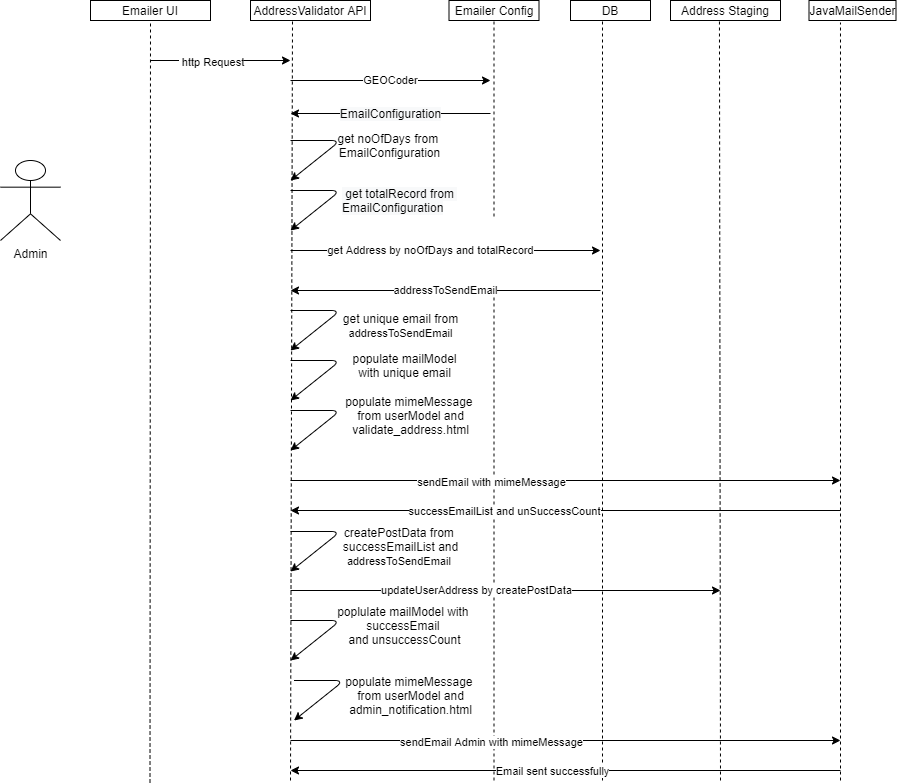 Emailer UI
AddressValidator API
Emailer Config
DB
Address Staging
JavaMailSender
http Request
GEOCoder
EmailConfiguration
get noOfDays from
EmailConfiguration
get totalRecord from
EmailConfiguration
Admin
get Address by noOfDays and totalRecord
addressToSendEmail
get unique email from
addressToSendEmail
populate mailModel
with unique email
populate mimeMessage
from userModel and
validate_address.html
sendEmail with mimeMessage
successEmailList and unSuccessCount
createPostData from
successEmailList and
addressToSendEmail
updateUserAddress by createPostData
poplulate mailModel with
successEmail
and unsuccessCount
populate mimeMessage
from userModel and
admin_notification.html
sendEmail Admin with mimeMessage
Email sent successfully